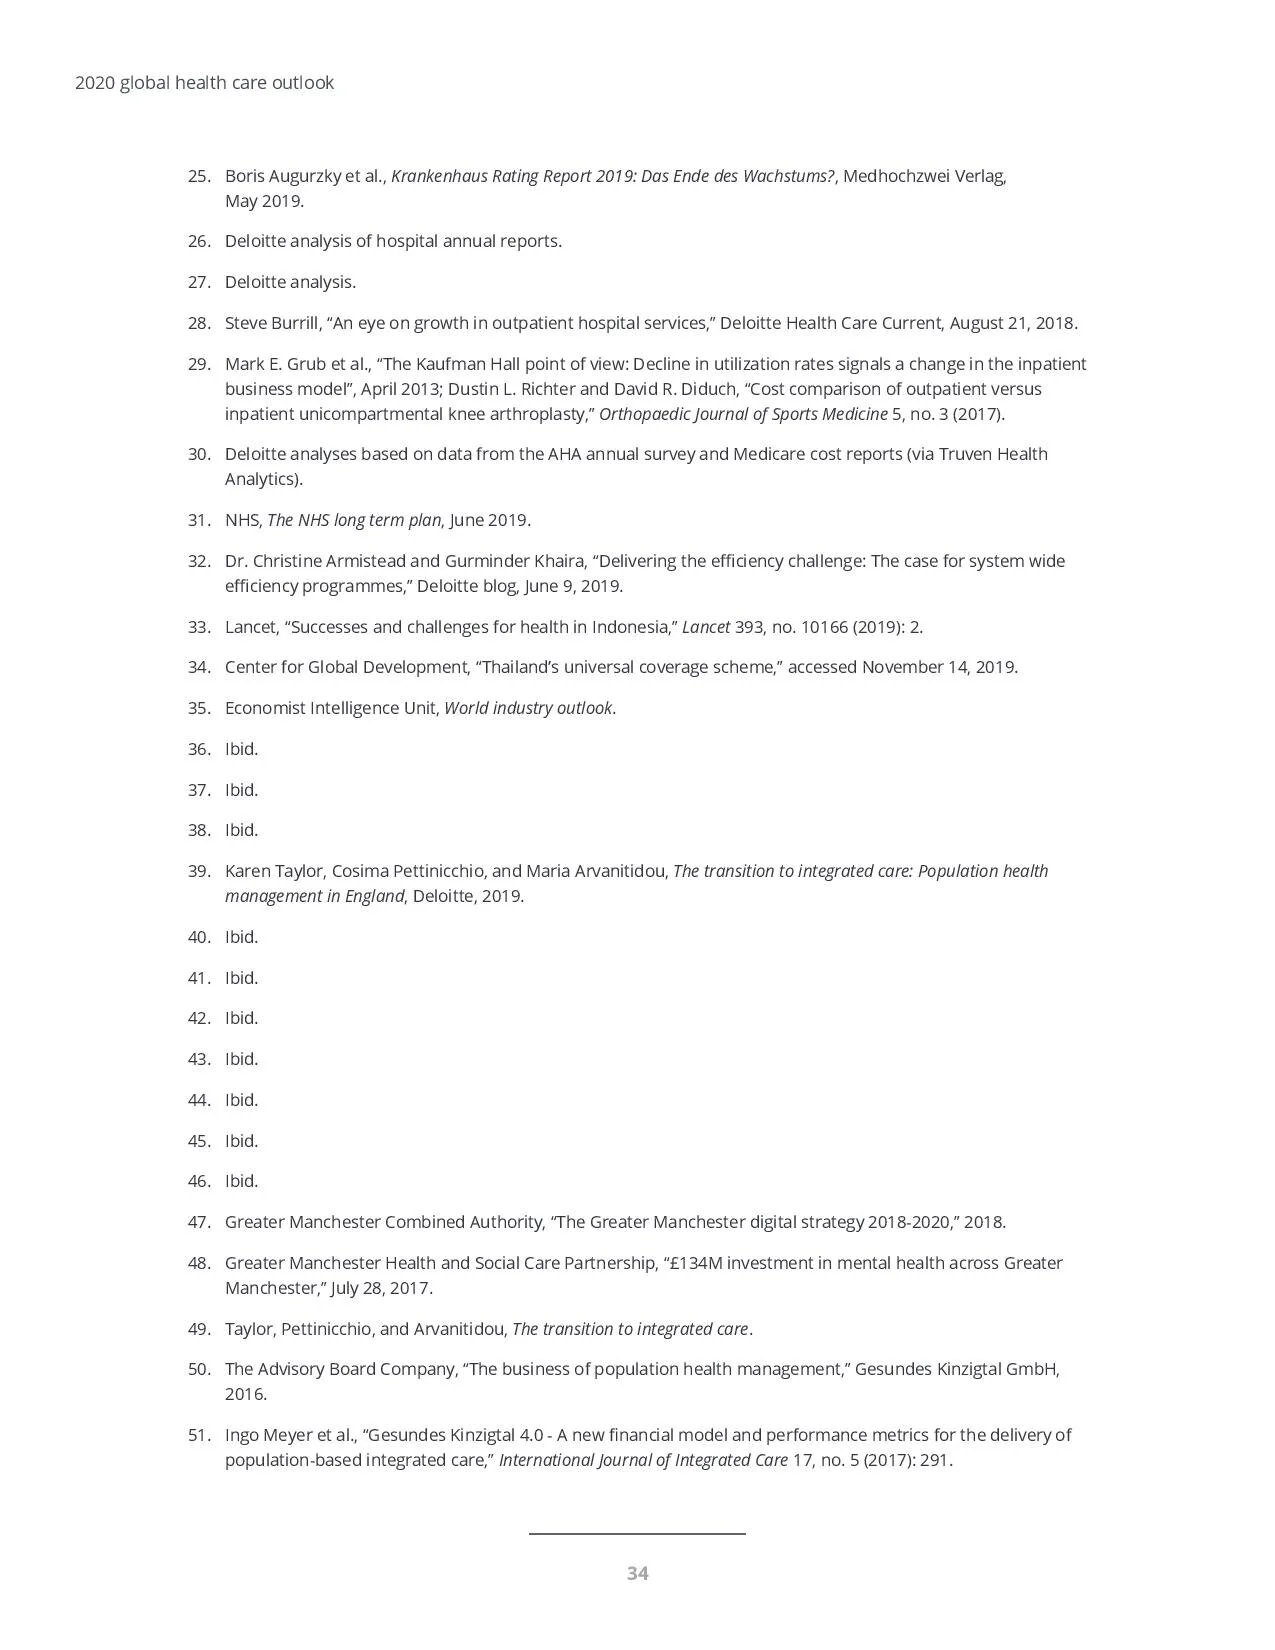 2020 global health care outlook
25. Boris Augurzky et al., Krankenhaus Rating Report 2019: Das Ende des Wachstums?, Medhochzwei Verlag,
May 2019.
26. Deloitte analysis of hospital annual reports.
27. Deloitte analysis.
28. Steve Burrill, “An eye on growth in outpatient hospital services,” Deloitte Health Care Current, August 21, 2018.
29. Mark E. Grub et al., “The Kaufman Hall point of view: Decline in utilization rates signals a change in the inpatient
business model”, April 2013; Dustin L. Richter and David R. Diduch, “Cost comparison of outpatient versus
inpatient unicompartmental knee arthroplasty,” Orthopaedic Journal of Sports Medicine 5, no. 3 (2017).
30. Deloitte analyses based on data from the AHA annual survey and Medicare cost reports (via Truven Health
Analytics).
31. NHS, The NHS long term plan, June 2019.
32. Dr. Christine Armistead and Gurminder Khaira, “Delivering the efficiency challenge: The case for system wide
efficiency programmes,” Deloitte blog, June 9, 2019.
33. Lancet, “Successes and challenges for health in Indonesia,” Lancet 393, no. 10166 (2019): 2.
34. Center for Global Development, “Thailand’s universal coverage scheme,” accessed November 14, 2019.
35. Economist Intelligence Unit, World industry outlook.
36. Ibid.
37. Ibid.
38. Ibid.
39. Karen Taylor, Cosima Pettinicchio, and Maria Arvanitidou, The transition to integrated care: Population health
management in England, Deloitte, 2019.
40. Ibid.
41. Ibid.
42. Ibid.
43. Ibid.
44. Ibid.
45. Ibid.
46. Ibid.
47. Greater Manchester Combined Authority, “The Greater Manchester digital strategy 2018-2020,” 2018.
48. Greater Manchester Health and Social Care Partnership, “£134M investment in mental health across Greater
Manchester,” July 28, 2017.
49. Taylor, Pettinicchio, and Arvanitidou, The transition to integrated care.
50. The Advisory Board Company, “The business of population health management,” Gesundes Kinzigtal GmbH,
2016.
51. Ingo Meyer et al., “Gesundes Kinzigtal 4.0 - A new financial model and performance metrics for the delivery of
population-based integrated care,” International Journal of Integrated Care 17, no. 5 (2017): 291.
34